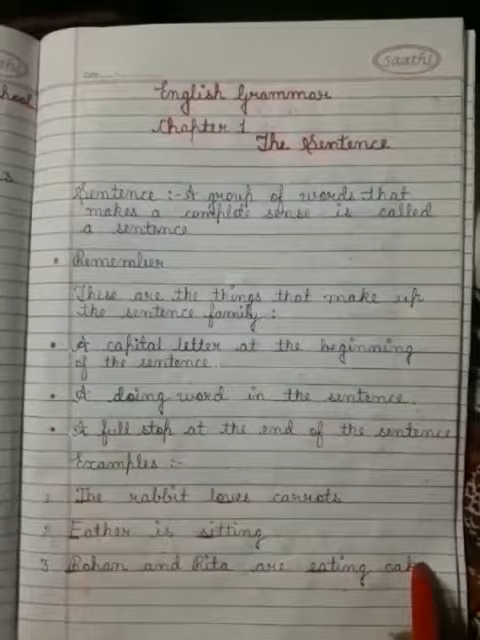 Saathi
Date
English Grammar
hool
Chapter 1
The Sentence
Sentence :- A group of words that
makes a complete sense is called
a sentence
• Remember
These are the things that make up
the sentence family :
• A capital letter at the beginning
of the sentence.
• A doing word in the sentence.
• A full stop at the end of the sentence
Examples :-
1. The rabbit loves carrots
2. Father is sitting
3. Rohan and Rita are eating cak